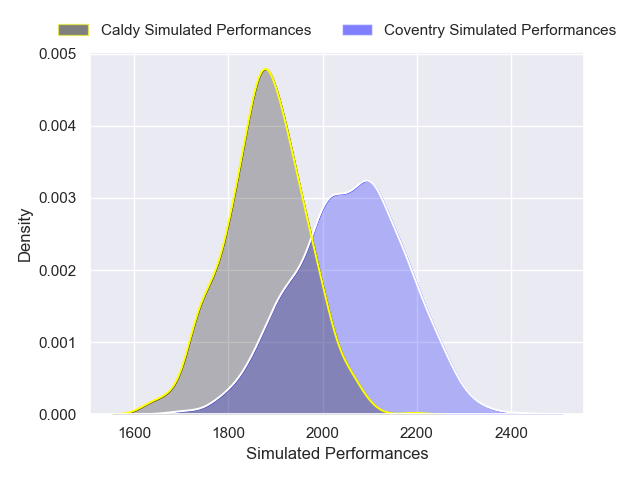 Caldy Simulated Performances Coventry Simulated Performances
0.005
0.004
0.003
0.002
0.001
0.000
Density
1600 1800 2000 2200 2400
Simulated Performances